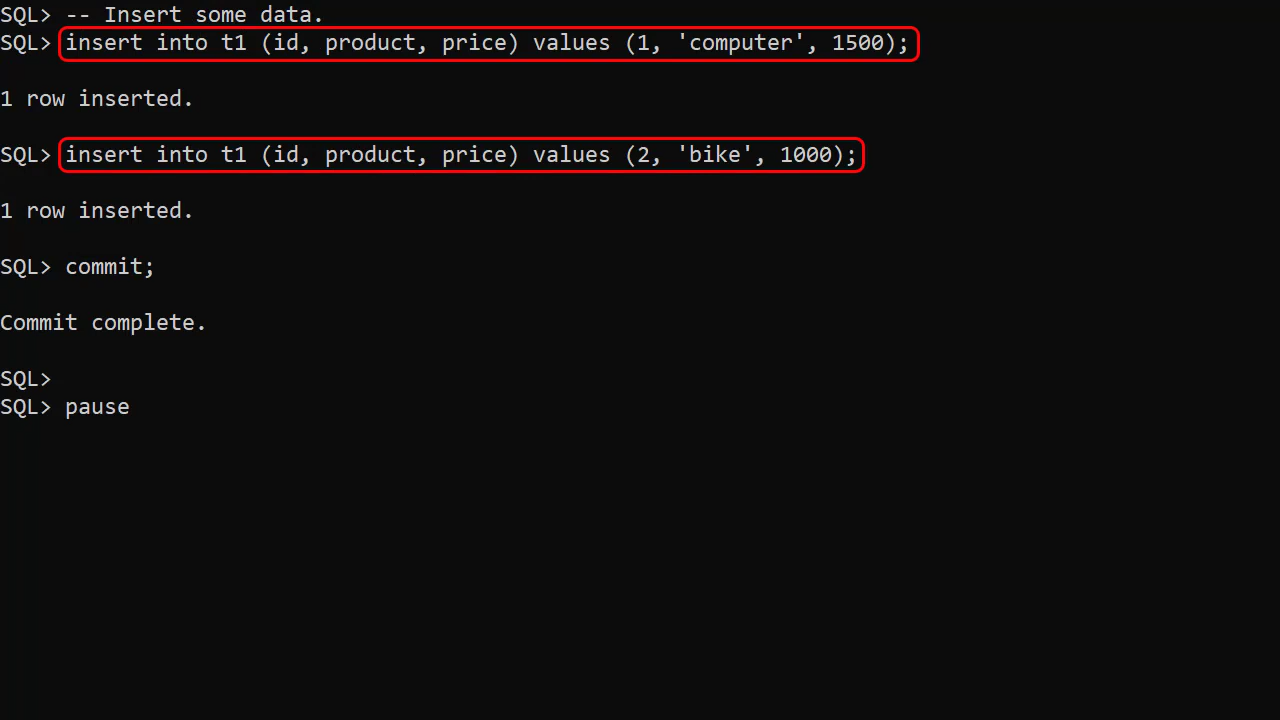 SQL> -- Insert some data.
SQL> insert into t1 (id, product, price) values (1, 'computer', 1500);
1 row inserted.
SQL> insert into t1 (id, product, price) values (2, 'bike', 1000);
1 row inserted.
SQL> commit;
Commit complete.
SQL>
SQL> pause